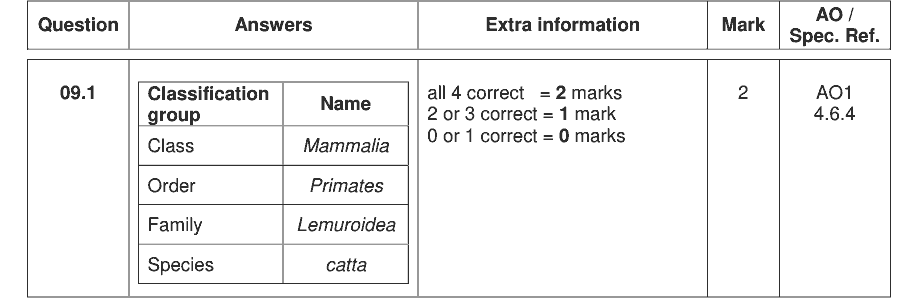 Question Answers Extra information Mark AO /
Spec. Ref.
09.1
Classification
group Name
Class Mammalia
Order Primates
Family Lemuroidea
Species catta
all 4 correct = 2 marks
2 or 3 correct = 1 mark
0 or 1 correct = 0 marks
2
AO1
4.6.4